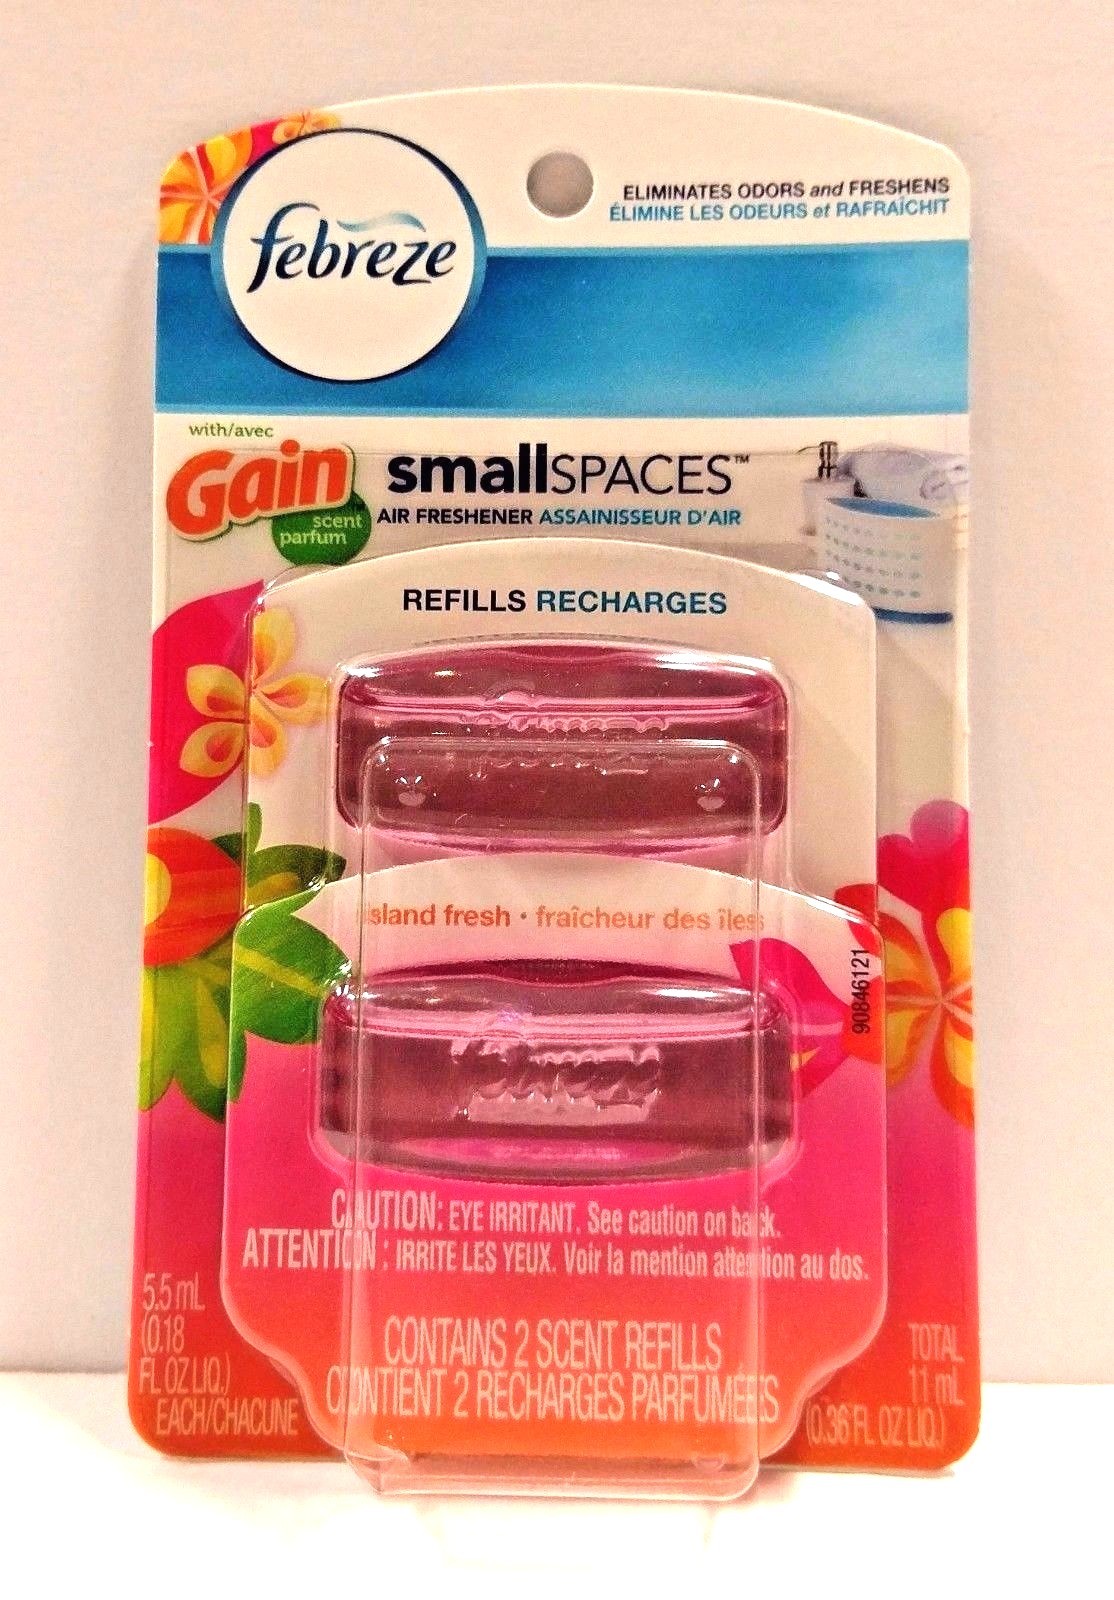 febreze
ELIMINATES ODORS and FRESHENS
ÉLIMINE LES ODEURS et RAFRAÎCHIT
with/avec
Gain
scent
parfum
smallSPACES™
AIR FRESHENER ASSAINISSEUR D'AIR
REFILLS RECHARGES
island fresh • fraîcheur des îles
90846121
CAUTION: EYE IRRITANT. See caution on back.
ATTENTION : IRRITE LES YEUX. Voir la mention attention au dos.
5.5 mL
(0.18
FL OZ LIQ.)
EACH/CHACUNE
CONTAINS 2 SCENT REFILLS
CONTIENT 2 RECHARGES PARFUMÉES
TOTAL
11 mL
(0.36 FL OZ LIQ.)